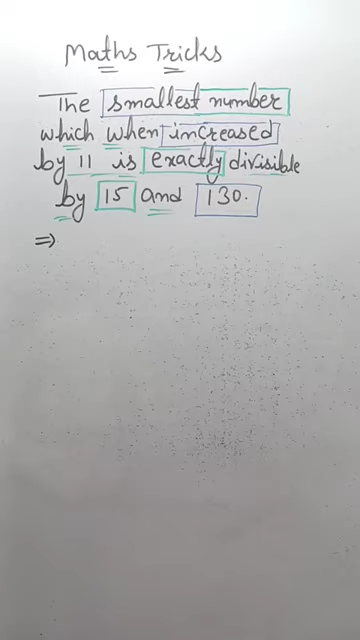 Maths Tricks
The smallest number
which when increased
by 11 is exactly divisible
by 15 and 130.
⇒